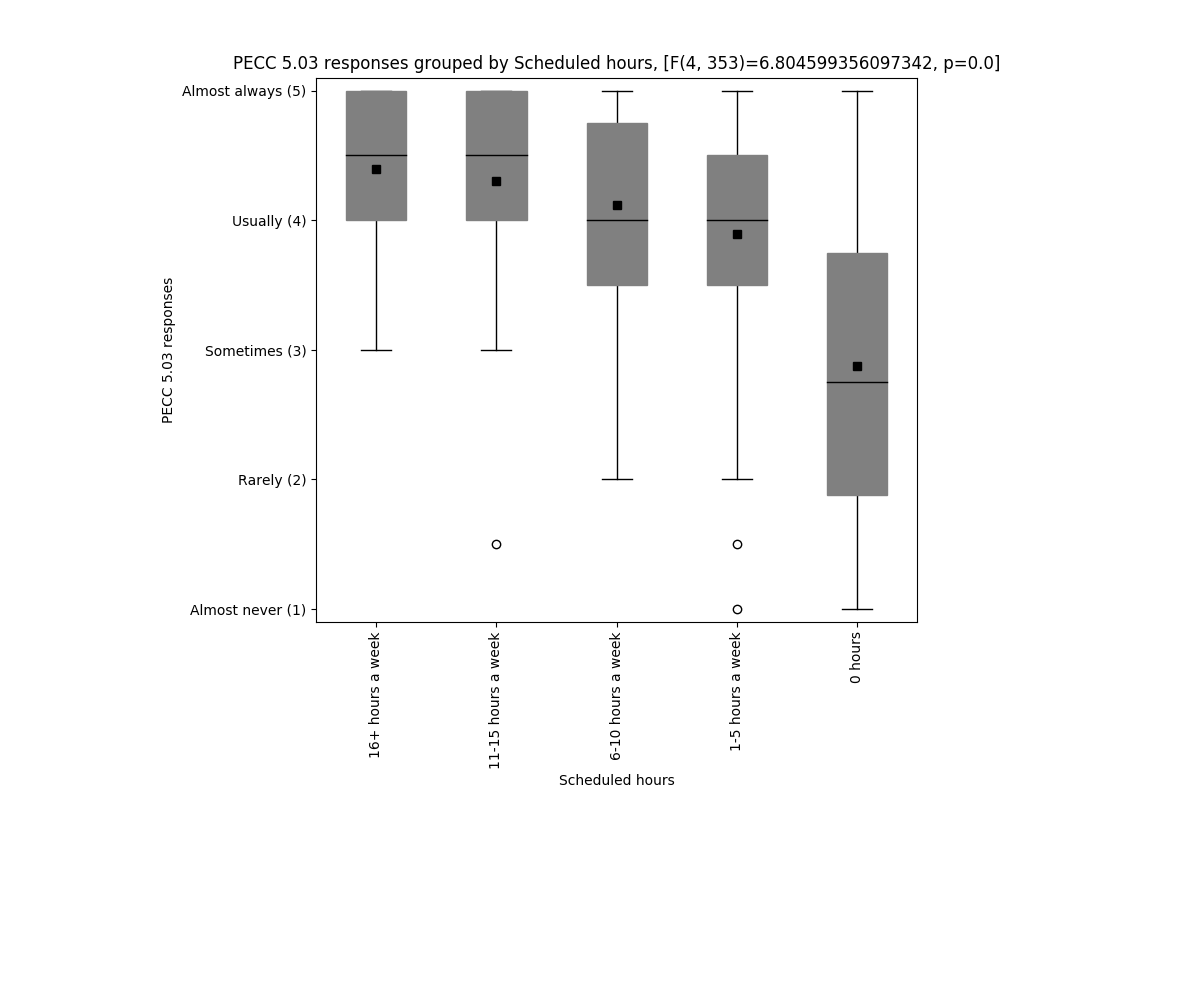 PECC 5.03 responses grouped by Scheduled hours, [F(4, 353)=6.804599356097342, p=0.0]
Almost always (5)
Usually (4)
Sometimes (3)
Rarely (2)
Almost never (1)
PECC 5.03 responses
16+ hours a week
11-15 hours a week
6-10 hours a week
1-5 hours a week
0 hours
Scheduled hours